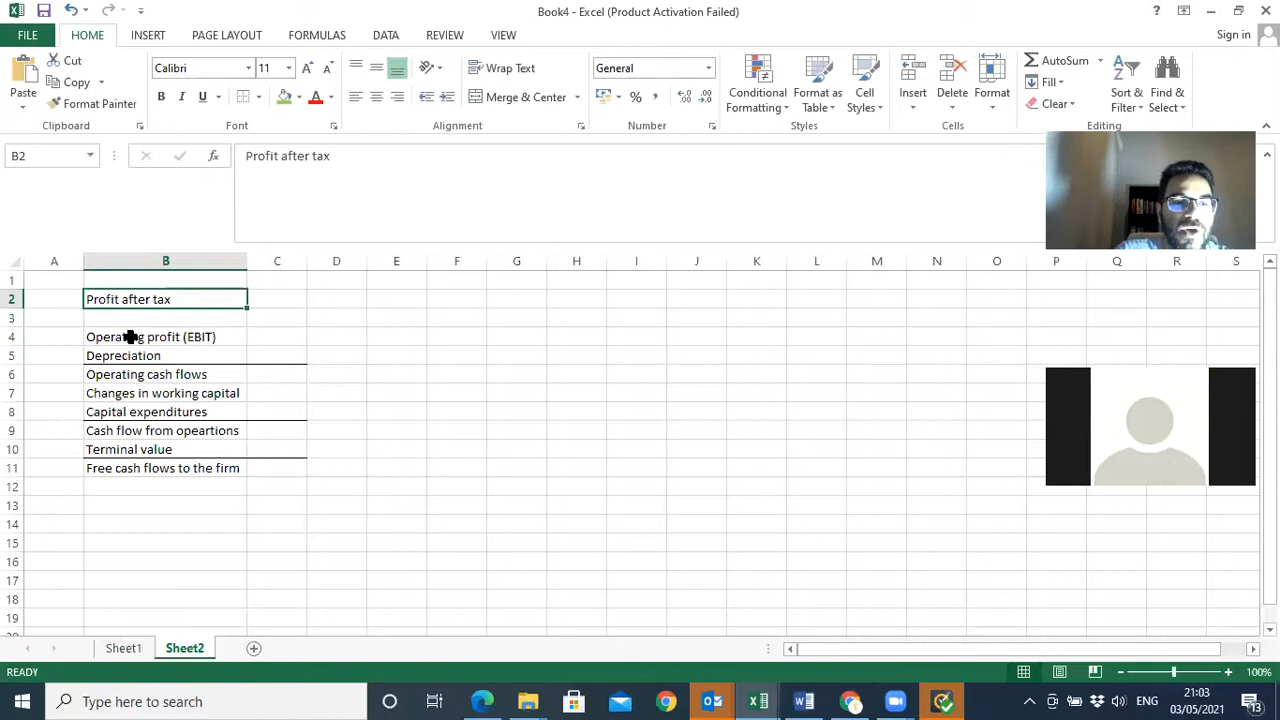 Book4 - Excel (Product Activation Failed)
?
FILE HOME INSERT PAGE LAYOUT FORMULAS DATA REVIEW VIEW Sign in
Paste
Cut
Copy
Format Painter
Clipboard
Calibri 11
B I U A
Font
Wrap Text
Merge & Center
Alignment
General
%
Number
Conditional Formatting
Format as Table
Cell Styles
Styles
Insert
Delete
Format
Cells
AutoSum
Fill
Clear
Sort & Filter
Find & Select
Editing
B2 fx Profit after tax
A B C D E F G H I J K L M N O P Q R S
1
2 Profit after tax
3
4 Operating profit (EBIT)
5 Depreciation
6 Operating cash flows
7 Changes in working capital
8 Capital expenditures
9 Cash flow from opeartions
10 Terminal value
11 Free cash flows to the firm
12
13
14
15
16
17
18
19
Sheet1 Sheet2
READY 100%
Type here to search
ENG
21:03
03/05/2021
13